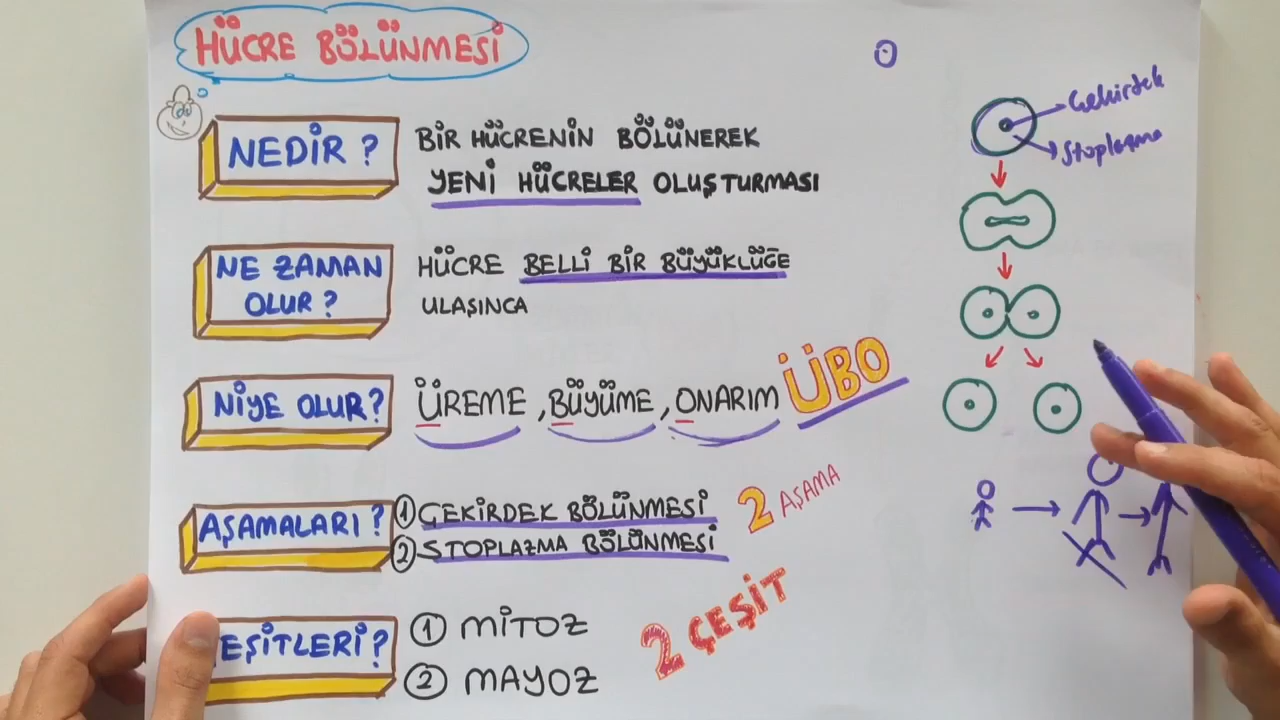 HÜCRE BÖLÜNMESİ
NEDİR ?
BİR HÜCRENİN BÖLÜNEREK
YENİ HÜCRELER OLUŞTURMASI
NE ZAMAN
OLUR ?
HÜCRE BELLİ BİR BÜYÜKLÜĞE
ULAŞINCA
NİYE OLUR?
ÜREME , BÜYÜME , ONARIM ÜBO
AŞAMALARI ?
① ÇEKİRDEK BÖLÜNMESİ
② STOPLAZMA BÖLÜNMESİ
2 AŞAMA
EŞİTLERİ ?
① MİTOZ
② MAYOZ
2 ÇEŞİT
Çekirdek
Stoplazma